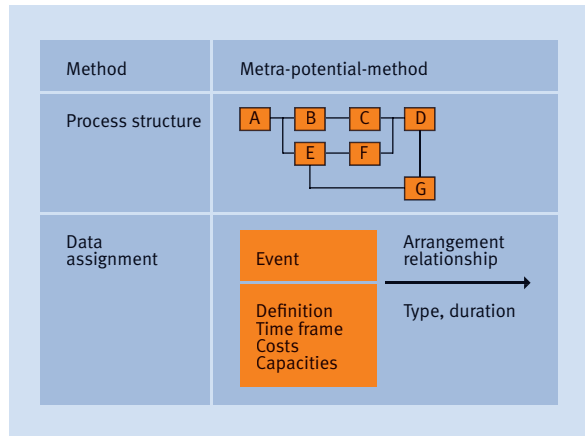 Method
Metra-potential-method
Process structure
A
B
C
D
E
F
G
Data
assignment
Event
Definition
Time frame
Costs
Capacities
Arrangement
relationship
Type, duration